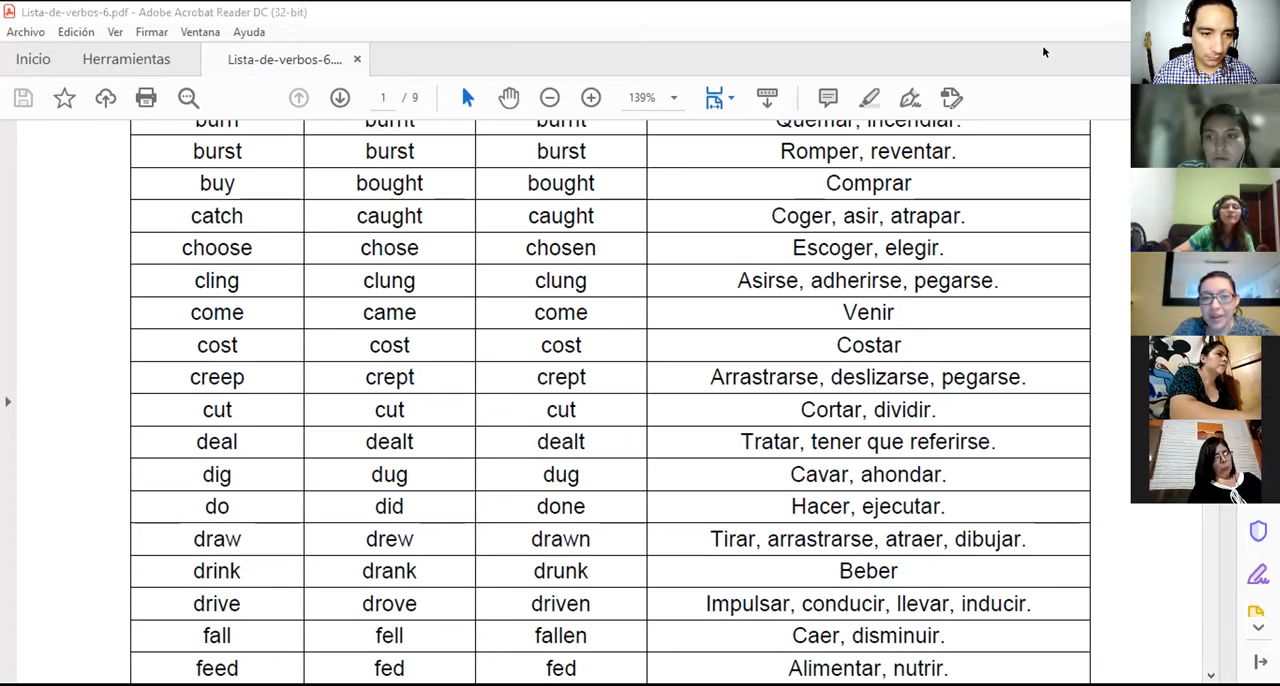 Lista-de-verbos-6.pdf - Adobe Acrobat Reader DC (32-bit)
Archivo Edición Ver Firmar Ventana Ayuda
Inicio Herramientas Lista-de-verbos-6.... ×
1 / 9 139%
burn burnt burnt Quemar, incendiar.
burst burst burst Romper, reventar.
buy bought bought Comprar
catch caught caught Coger, asir, atrapar.
choose chose chosen Escoger, elegir.
cling clung clung Asirse, adherirse, pegarse.
come came come Venir
cost cost cost Costar
creep crept crept Arrastrarse, deslizarse, pegarse.
cut cut cut Cortar, dividir.
deal dealt dealt Tratar, tener que referirse.
dig dug dug Cavar, ahondar.
do did done Hacer, ejecutar.
draw drew drawn Tirar, arrastrarse, atraer, dibujar.
drink drank drunk Beber
drive drove driven Impulsar, conducir, llevar, inducir.
fall fell fallen Caer, disminuir.
feed fed fed Alimentar, nutrir.